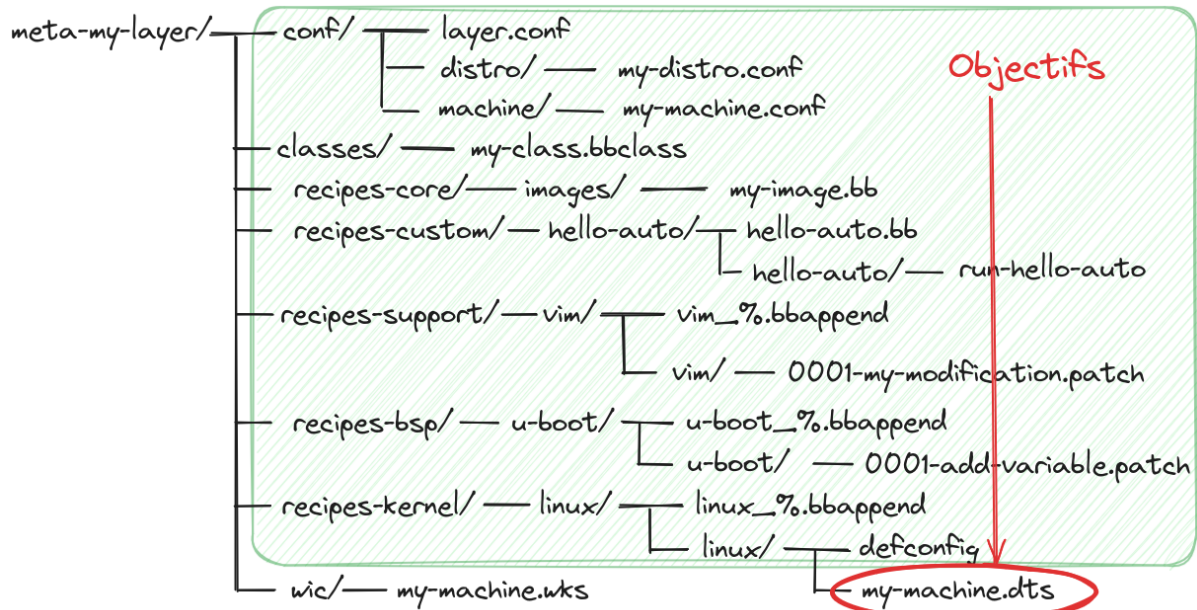 meta-my-layer/ conf/ layer.conf
Objectifs
distro/ my-distro.conf
machine/ my-machine.conf
classes/ my-class.bbclass
recipes-core/ images/ my-image.bb
recipes-custom/ hello-auto/ hello-auto.bb
hello-auto/ run-hello-auto
recipes-support/ vim/ vim_%.bbappend
vim/ 0001-my-modification.patch
recipes-bsp/ u-boot/ u-boot_%.bbappend
u-boot/ 0001-add-variable.patch
recipes-kernel/ linux/ linux_%.bbappend
linux/ defconfig
wic/ my-machine.wks my-machine.dts